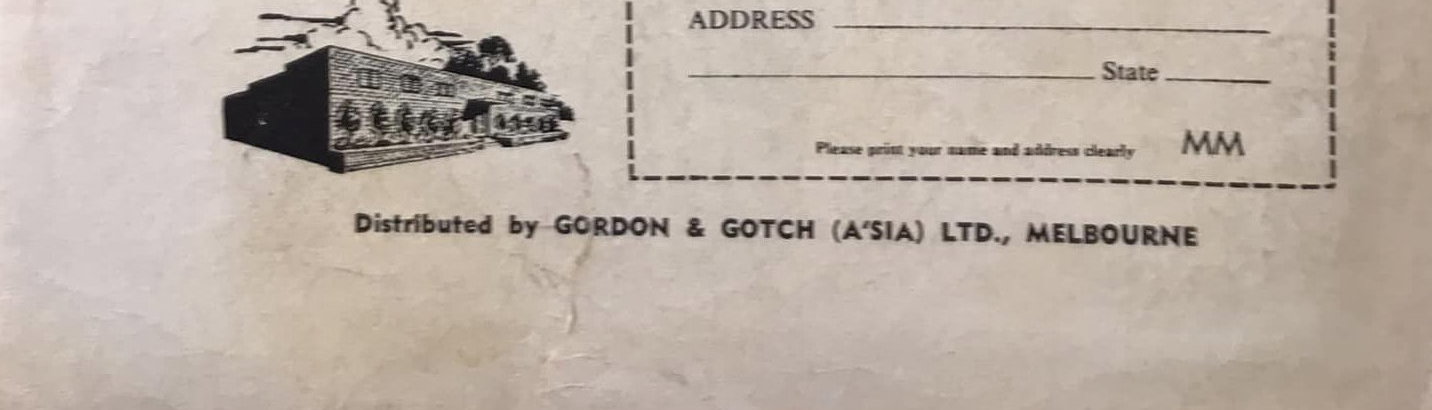 ADDRESS
State
Please print your name and address clearly
MM
Distributed by GORDON & GOTCH (A'SIA) LTD., MELBOURNE